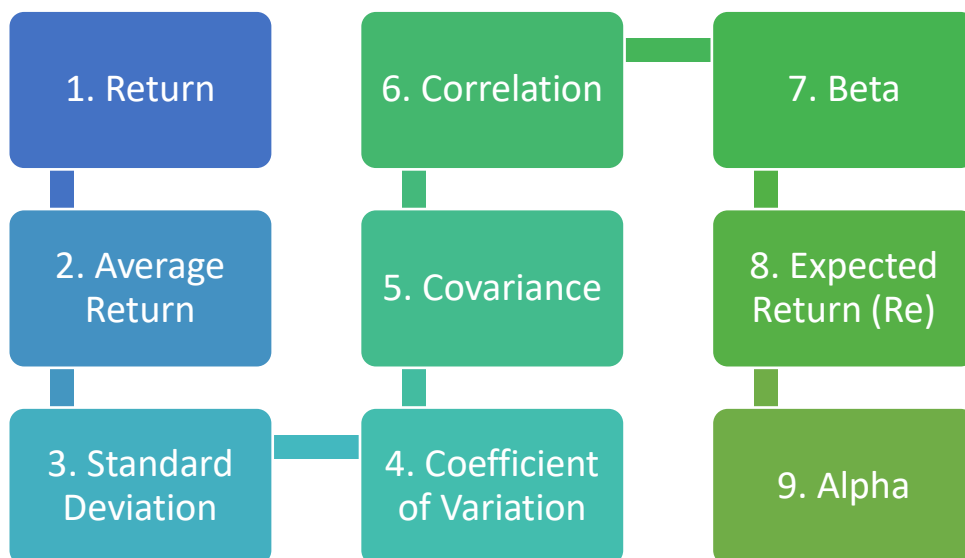 1. Return
2. Average
Return
3. Standard
Deviation
4. Coefficient
of Variation
5. Covariance
6. Correlation
7. Beta
8. Expected
Return (Re)
9. Alpha